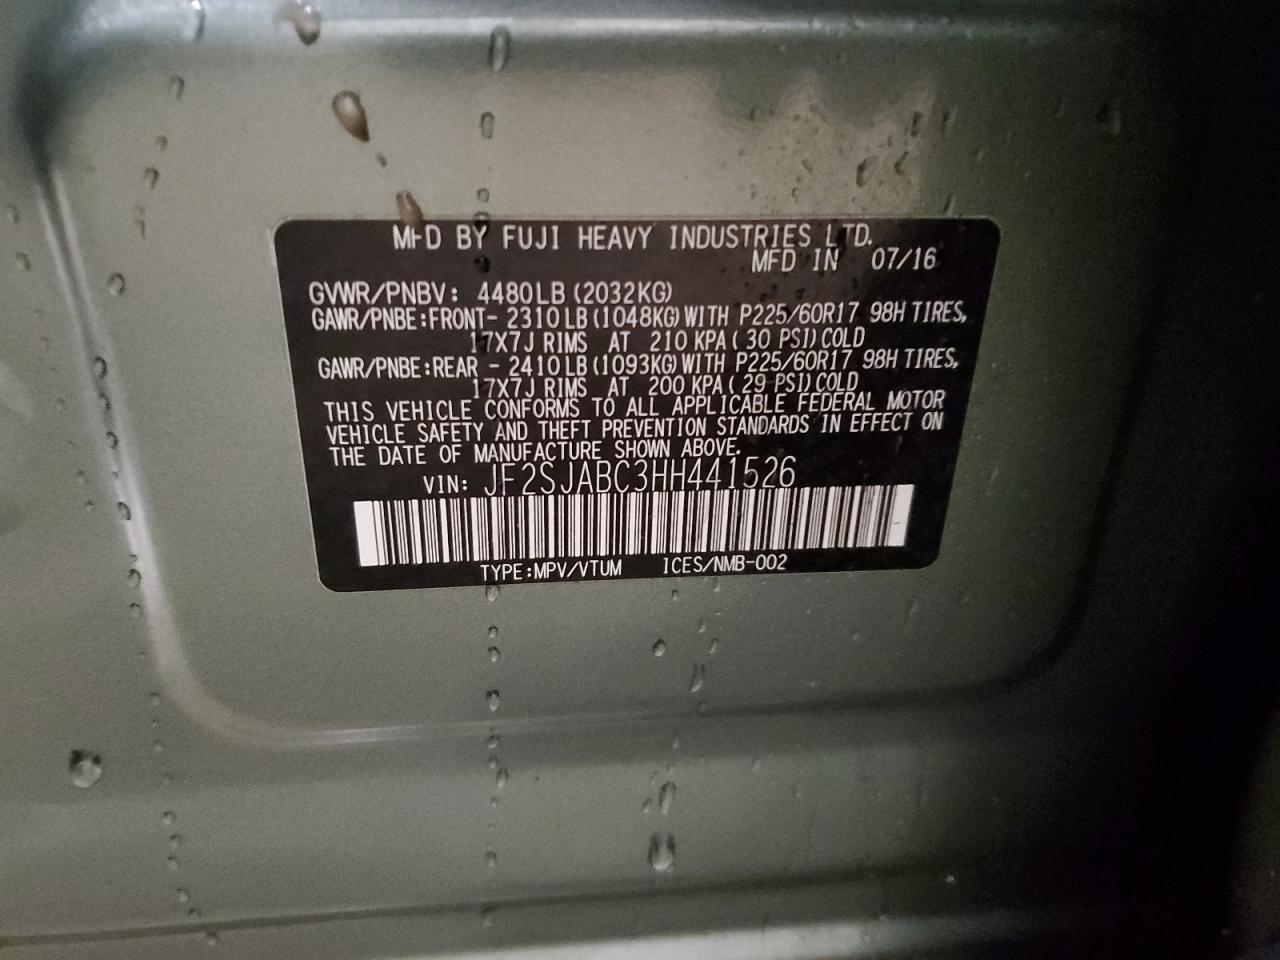 MFD BY FUJI HEAVY INDUSTRIES LTD.
MFD IN 07/16
GVWR/PNBV: 4480LB (2032KG)
GAWR/PNBE:FRONT- 2310LB (1048KG) WITH P225/60R17 98H TIRES,
17X7J RIMS AT 210 KPA ( 30 PSI) COLD
GAWR/PNBE:REAR - 2410LB (1093KG) WITH P225/60R17 98H TIRES,
17X7J RIMS AT 200 KPA ( 29 PSI) COLD
THIS VEHICLE CONFORMS TO ALL APPLICABLE FEDERAL MOTOR
VEHICLE SAFETY AND THEFT PREVENTION STANDARDS IN EFFECT ON
THE DATE OF MANUFACTURE SHOWN ABOVE.
VIN: JF2SJABC3HH441526
TYPE:MPV/VTUM ICES/NMB-002